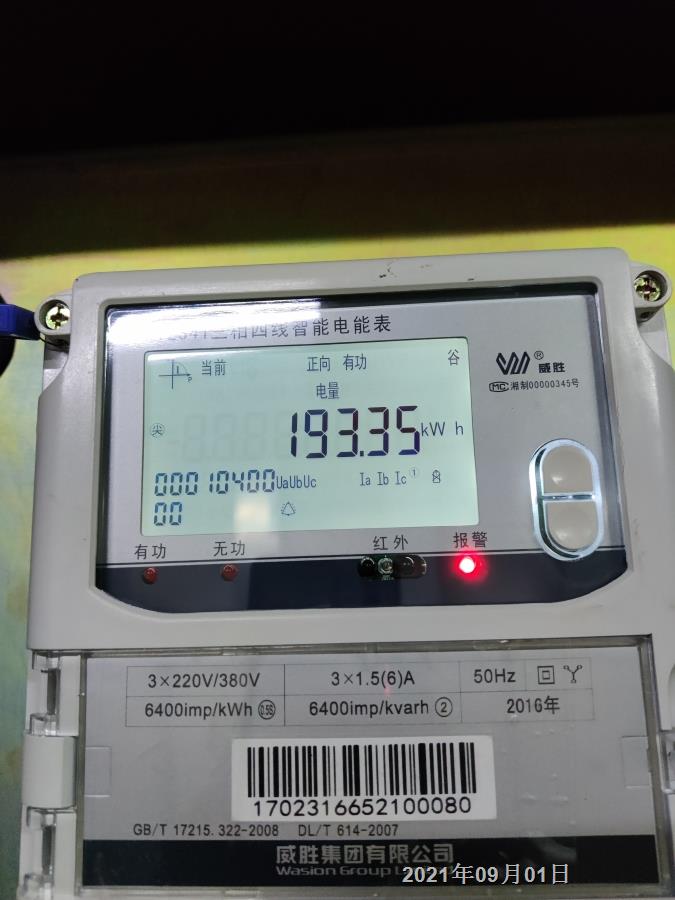 三相四线智能电能表
当前 正向 有功 谷
电量
尖 193.35 kW h
00010400 UaUbUc Ia Ib Ic ①
00
威胜®
MC 湘制00000345号
有功 无功 红外 报警
3×220V/380V 3×1.5(6)A 50Hz
6400imp/kWh 0.5S 6400imp/kvarh ② 2016年
1702316652100080
GB/T 17215.322-2008 DL/T 614-2007
威胜集团有限公司
Wasion Group
2021年09月01日